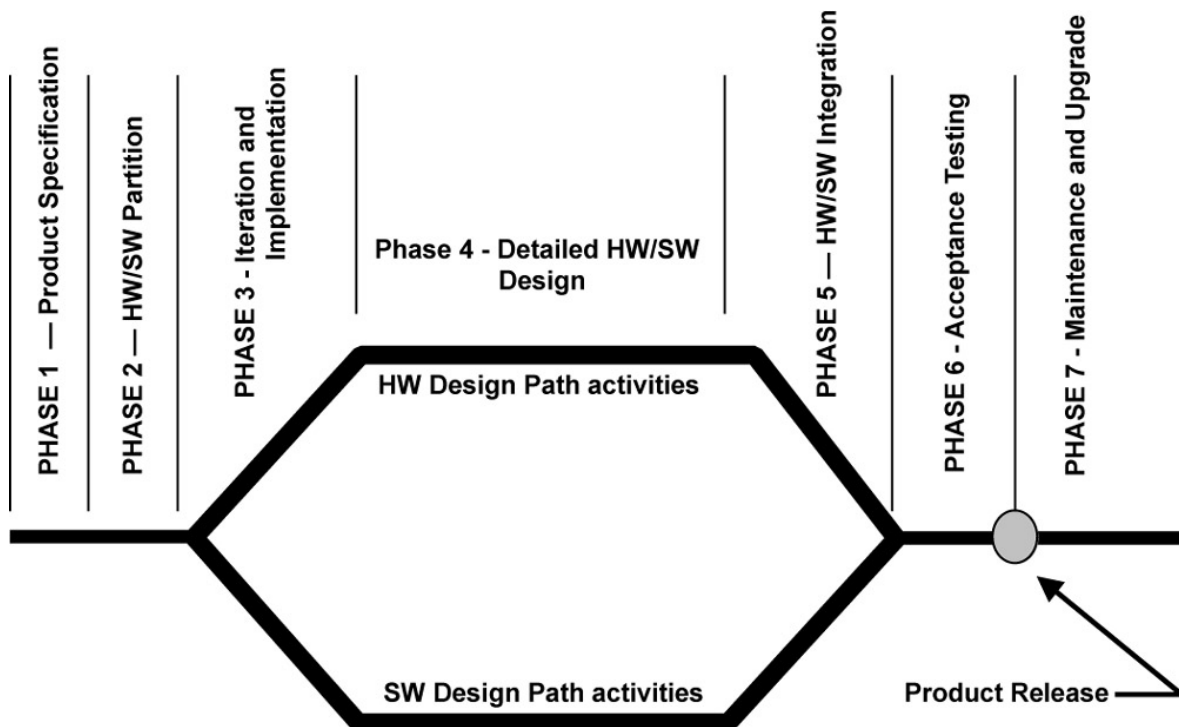 PHASE 1 — Product Specification
PHASE 2 — HW/SW Partition
PHASE 3 - Iteration and
Implementation
Phase 4 - Detailed HW/SW
Design
PHASE 5 — HW/SW Integration
PHASE 6 - Acceptance Testing
PHASE 7 - Maintenance and Upgrade
HW Design Path activities
SW Design Path activities
Product Release